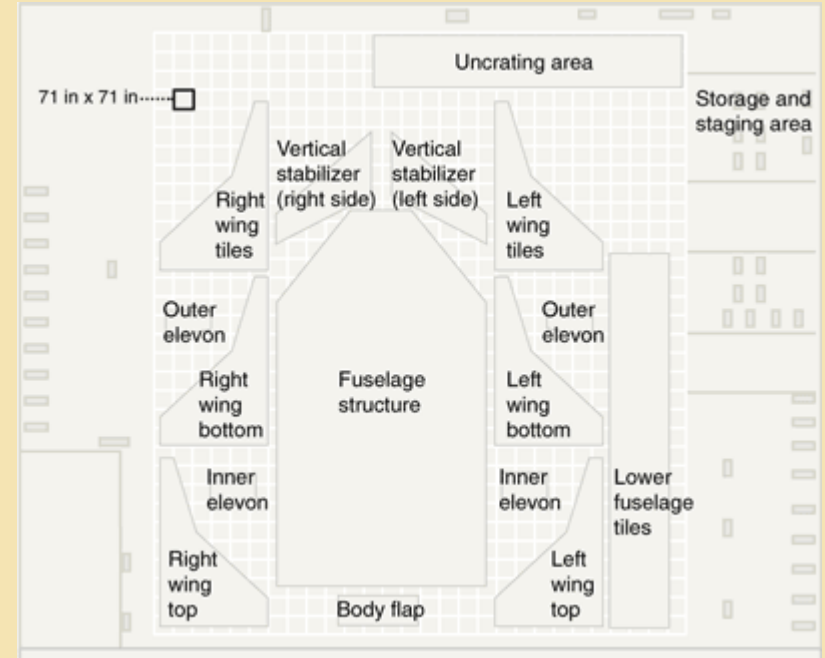 Uncrating area
71 in x 71 in
Storage and
staging area
Vertical
stabilizer
(right side)
Vertical
stabilizer
(left side)
Right
wing
tiles
Left
wing
tiles
Outer
elevon
Outer
elevon
Right
wing
bottom
Fuselage
structure
Left
wing
bottom
Inner
elevon
Inner
elevon
Lower
fuselage
tiles
Right
wing
top
Left
wing
top
Body flap